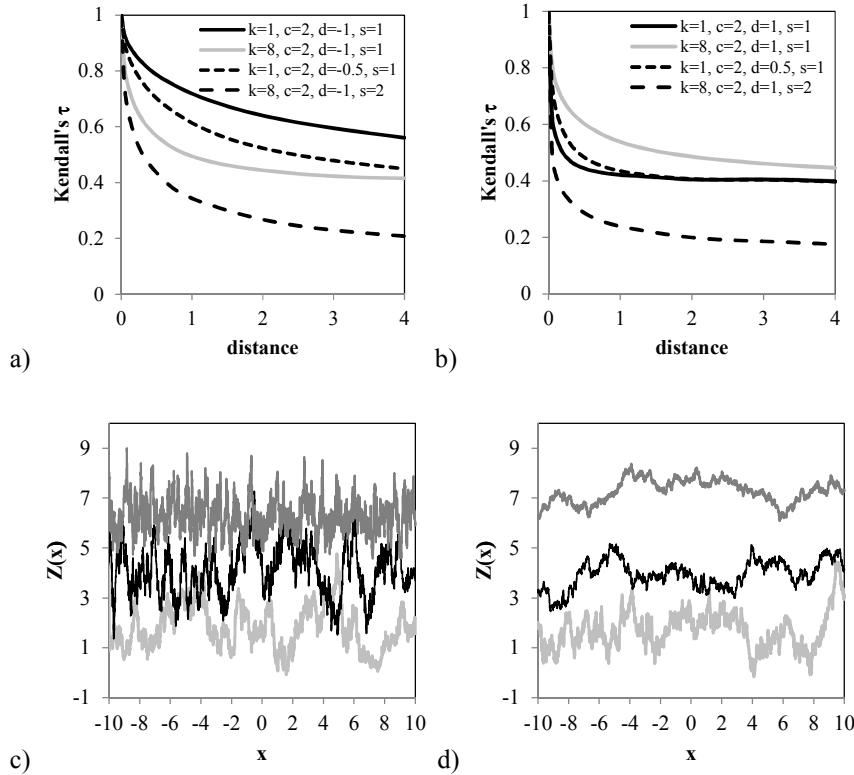 Kendall's τ
1
0.8
0.6
0.4
0.2
0
k=1, c=2, d=-1, s=1
k=8, c=2, d=-1, s=1
k=1, c=2, d=-0.5, s=1
k=8, c=2, d=-1, s=2
0 1 2 3 4
distance
a)
Kendall's τ
1
0.8
0.6
0.4
0.2
0
k=1, c=2, d=1, s=1
k=8, c=2, d=1, s=1
k=1, c=2, d=0.5, s=1
k=8, c=2, d=1, s=2
0 1 2 3 4
distance
b)
Z(x)
9
7
5
3
1
-1
-10 -8 -6 -4 -2 0 2 4 6 8 10
x
c)
Z(x)
9
7
5
3
1
-1
-10 -8 -6 -4 -2 0 2 4 6 8 10
x
d)